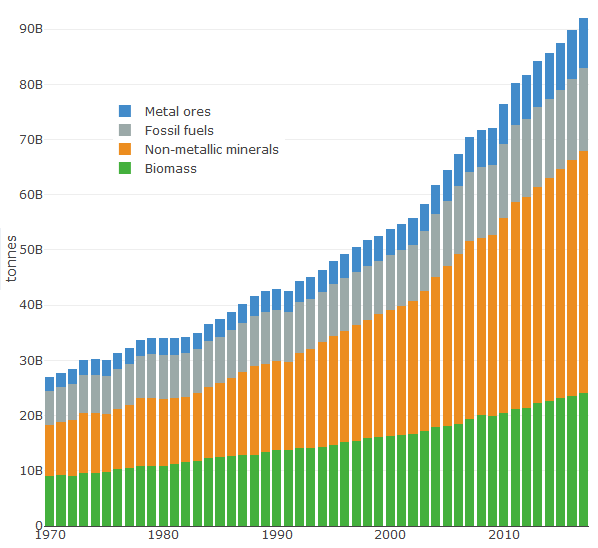 90B
80B
Metal ores
Fossil fuels
Non-metallic minerals
Biomass
70B
60B
50B
tonnes
40B
30B
20B
10B
0
1970 1980 1990 2000 2010